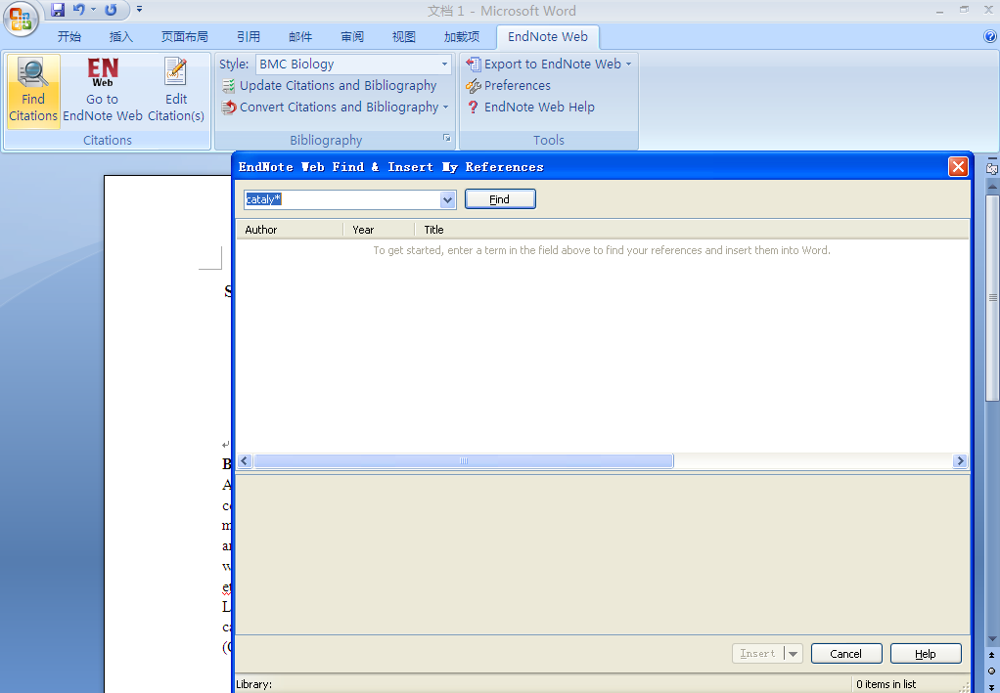 文档 1 - Microsoft Word
开始 插入 页面布局 引用 邮件 审阅 视图 加载项 EndNote Web
Find Citations
EN Web
Go to EndNote Web
Edit Citation(s)
Citations
Style: BMC Biology
Update Citations and Bibliography
Convert Citations and Bibliography
Bibliography
Export to EndNote Web
Preferences
EndNote Web Help
Tools
EndNote Web Find & Insert My References
cataly* Find
Author Year Title
To get started, enter a term in the field above to find your references and insert them into Word.
Insert Cancel Help
Library: 0 items in list